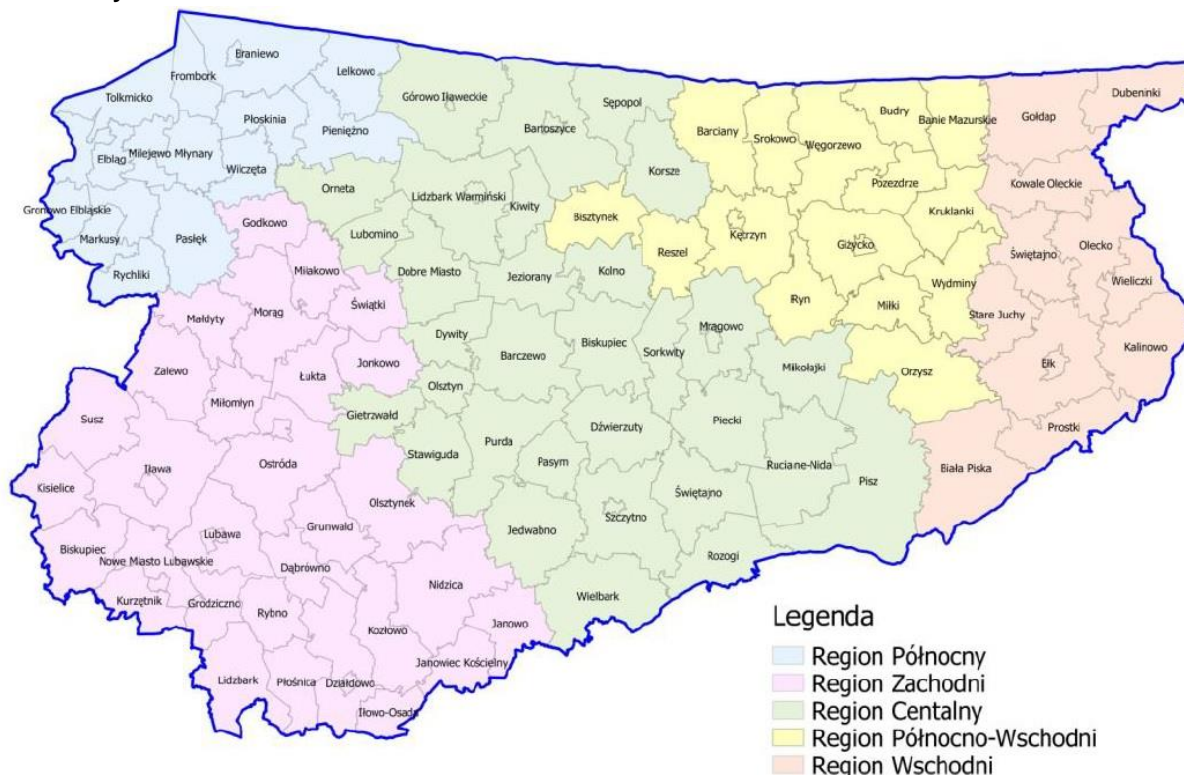 Braniewo
Lelkowo
Frombork
Tolkmicko
Płoskinia
Pieniężno
Elbląg
Milejewo Młynary
Wilczęta
Gronowo Elbląskie
Markusy
Pasłęk
Rychliki
Górowo Iławeckie
Bartoszyce
Sępopol
Korsze
Orneta
Lidzbark Warmiński
Kiwity
Lubomino
Dobre Miasto
Jeziorany
Kolno
Bisztynek
Reszel
Barciany
Srokowo
Węgorzewo
Budry
Banie Mazurskie
Pozezdrze
Kruklanki
Kętrzyn
Giżycko
Ryn
Miłki
Wydminy
Orzysz
Gołdap
Dubeninki
Kowale Oleckie
Świętajno
Olecko
Wieliczki
Stare Juchy
Ełk
Kalinowo
Prostki
Biała Piska
Godkowo
Miłakowo
Świątki
Małdyty
Morąg
Zalewo
Łukta
Jonkowo
Miłomłyn
Susz
Iława
Ostróda
Kisielice
Olsztynek
Grunwald
Lubawa
Biskupiec
Nowe Miasto Lubawskie
Dąbrówno
Kurzętnik
Grodziczno
Rybno
Nidzica
Kozłowo
Janowo
Janowiec Kościelny
Lidzbark
Płośnica
Działdowo
Iłowo-Osada
Dywity
Barczewo
Biskupiec
Sorkwity
Mrągowo
Mikołajki
Olsztyn
Gietrzwałd
Stawiguda
Purda
Pasym
Dźwierzuty
Piecki
Ruciane-Nida
Pisz
Jedwabno
Szczytno
Świętajno
Rozogi
Wielbark
Legenda
Region Północny
Region Zachodni
Region Centalny
Region Północno-Wschodni
Region Wschodni